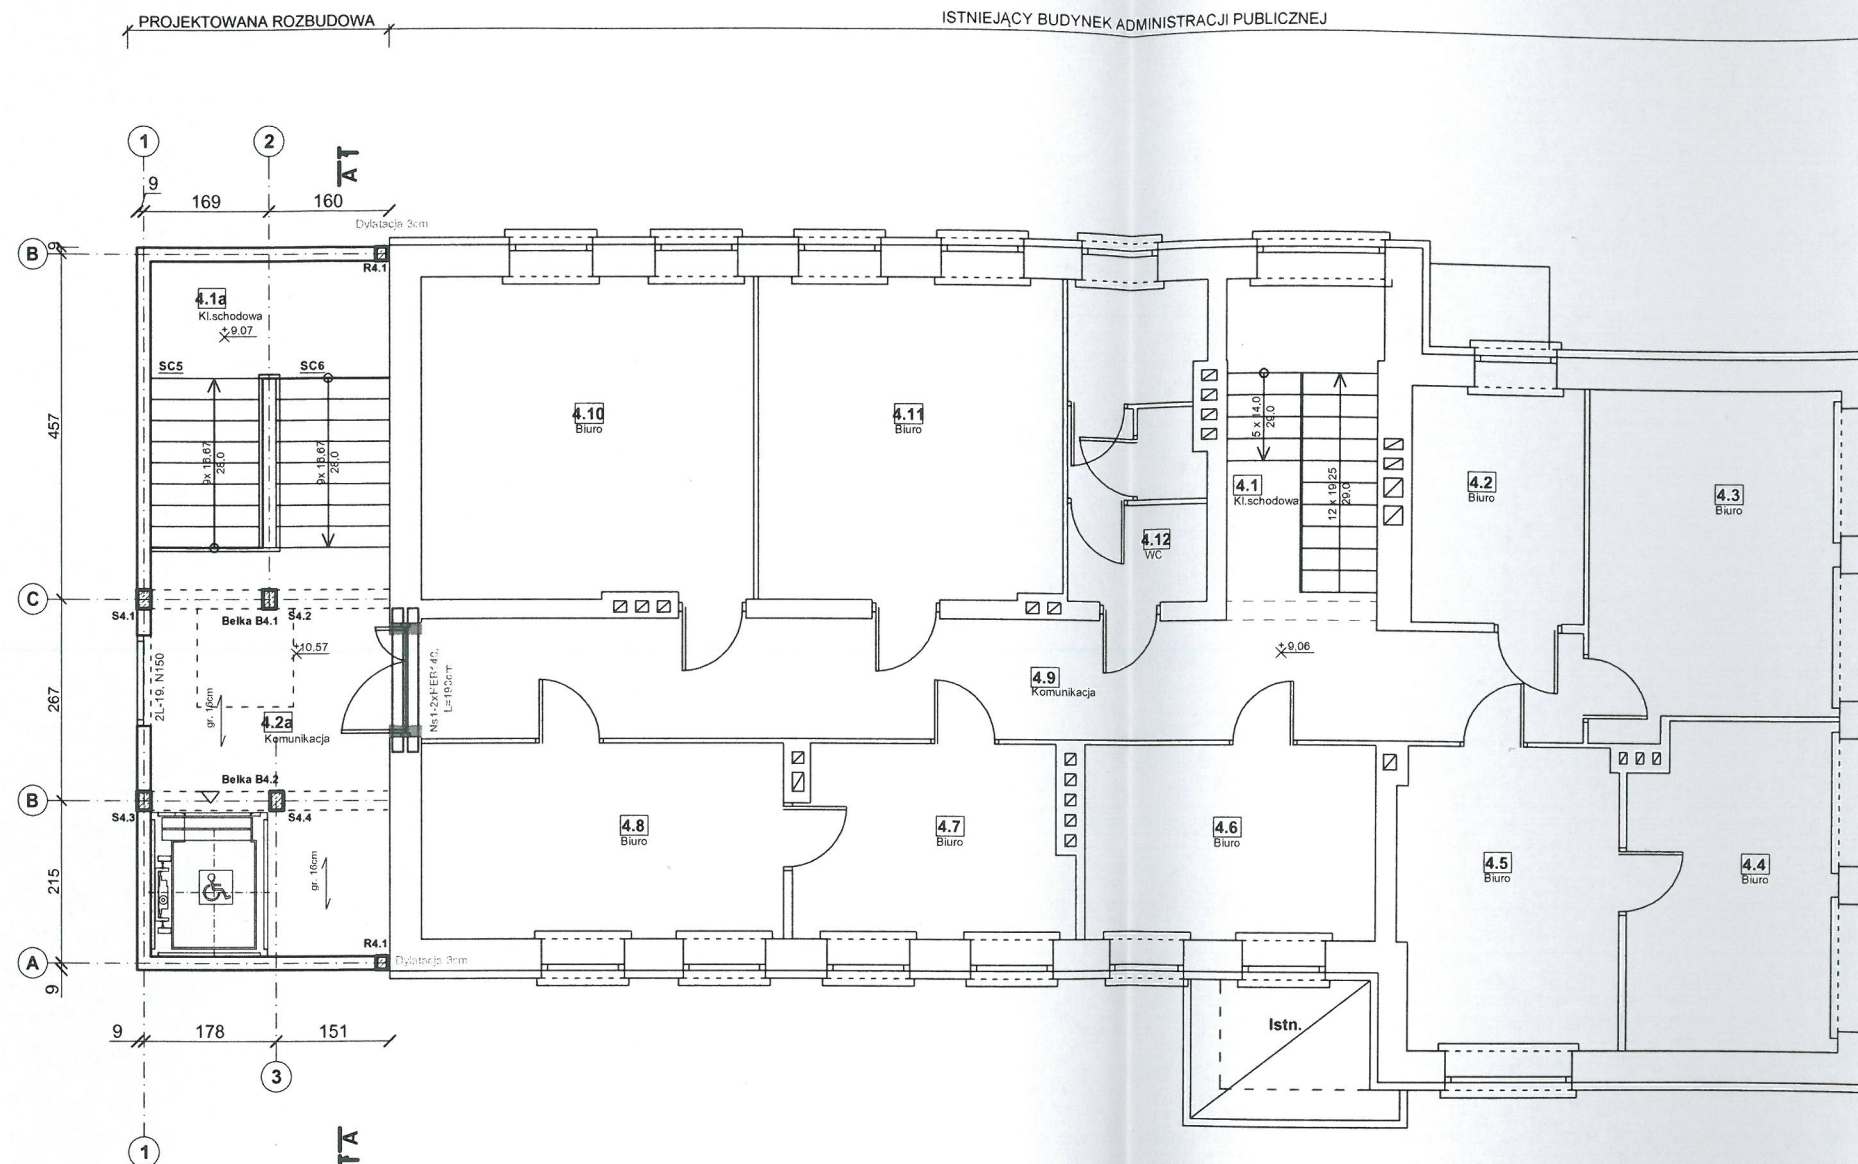 PROJEKTOWANA ROZBUDOWA
ISTNIEJĄCY BUDYNEK ADMINISTRACJI PUBLICZNEJ
1
2
A 1
9
169
160
Dylatacja 3cm
B
9
R4.1
4.1a
Kl.schodowa
+9.07
SC5
SC6
457
9x 16.67
28.0
9x 16.67
28.0
4.10
Biuro
4.11
Biuro
5 x 14.0
29.0
12 x 19.25
29.0
4.1
Kl.schodowa
4.2
Biuro
4.3
Biuro
4.12
WC
C
S4.1
Belka B4.1
S4.2
+10.57
2L-19. N150
gr. 16cm
267
4.2a
Komunikacja
L=190cm
4.9
Komunikacja
+9,06
Belka B4.2
B
S4.3
S4.4
gr. 16cm
215
4.8
Biuro
4.7
Biuro
4.6
Biuro
4.5
Biuro
4.4
Biuro
R4.1
Dylatacja 3cm
A
9
9
178
151
Istn.
3
1
A